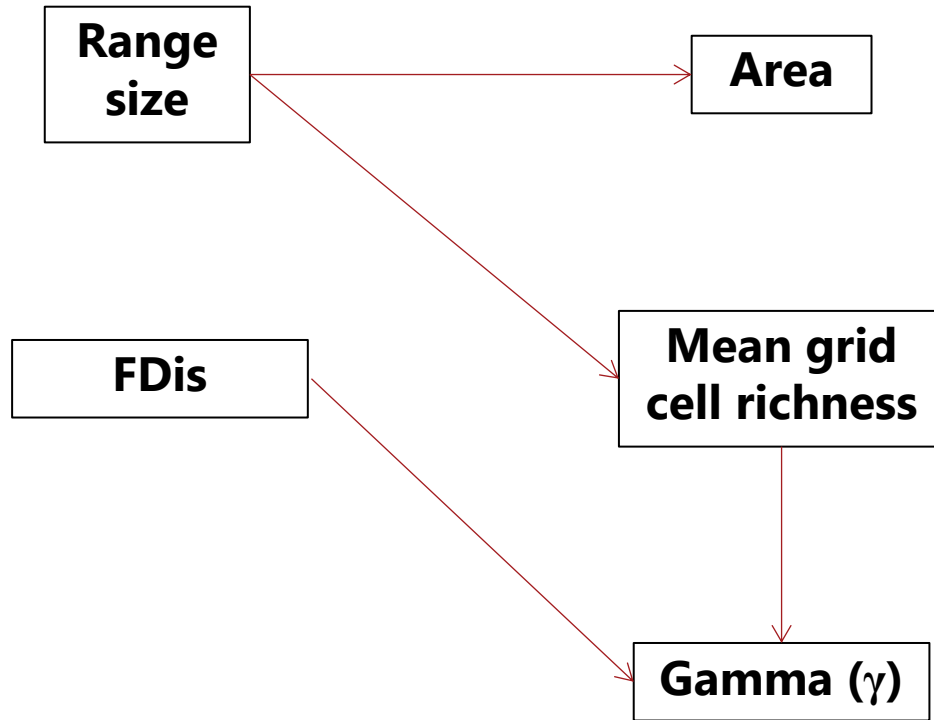 Range
size
Area
FDis
Mean grid
cell richness
Gamma (γ)